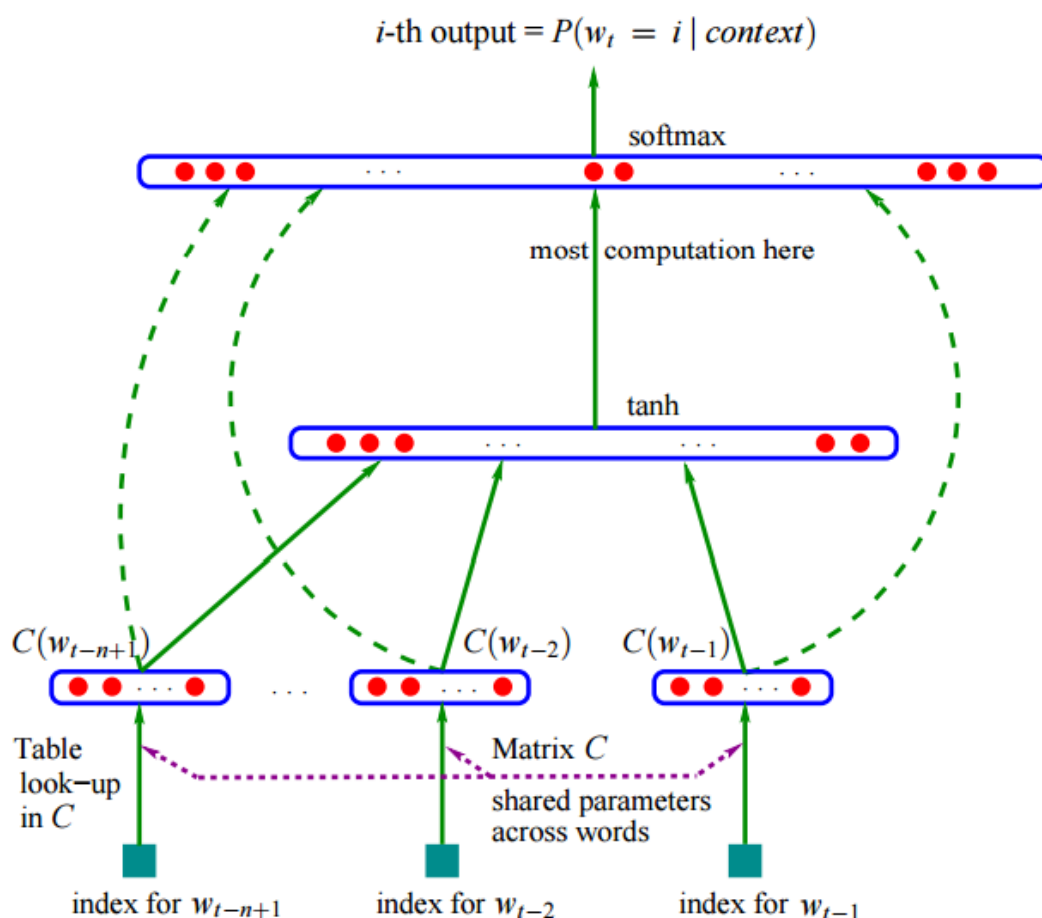 i-th output = P(w_t = i | context)
softmax
. . .
. . .
most computation here
tanh
. . .
. . .
C(w_{t−n+1})
C(w_{t−2})
C(w_{t−1})
. . .
. . .
. . .
. . .
Table
look−up
in C
Matrix C
shared parameters
across words
index for w_{t−n+1}
index for w_{t−2}
index for w_{t−1}